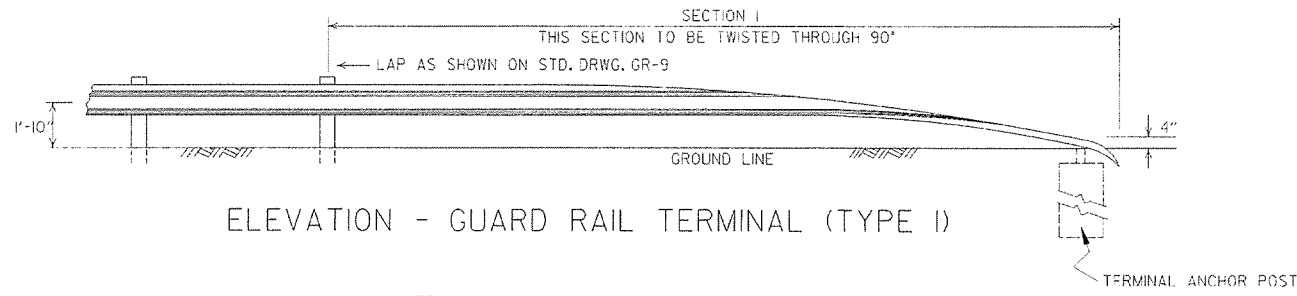 SECTION I
THIS SECTION TO BE TWISTED THROUGH 90°
LAP AS SHOWN ON STD. DRWG. GR-9
1'-10"
4"
GROUND LINE
ELEVATION - GUARD RAIL TERMINAL (TYPE I)
TERMINAL ANCHOR POST